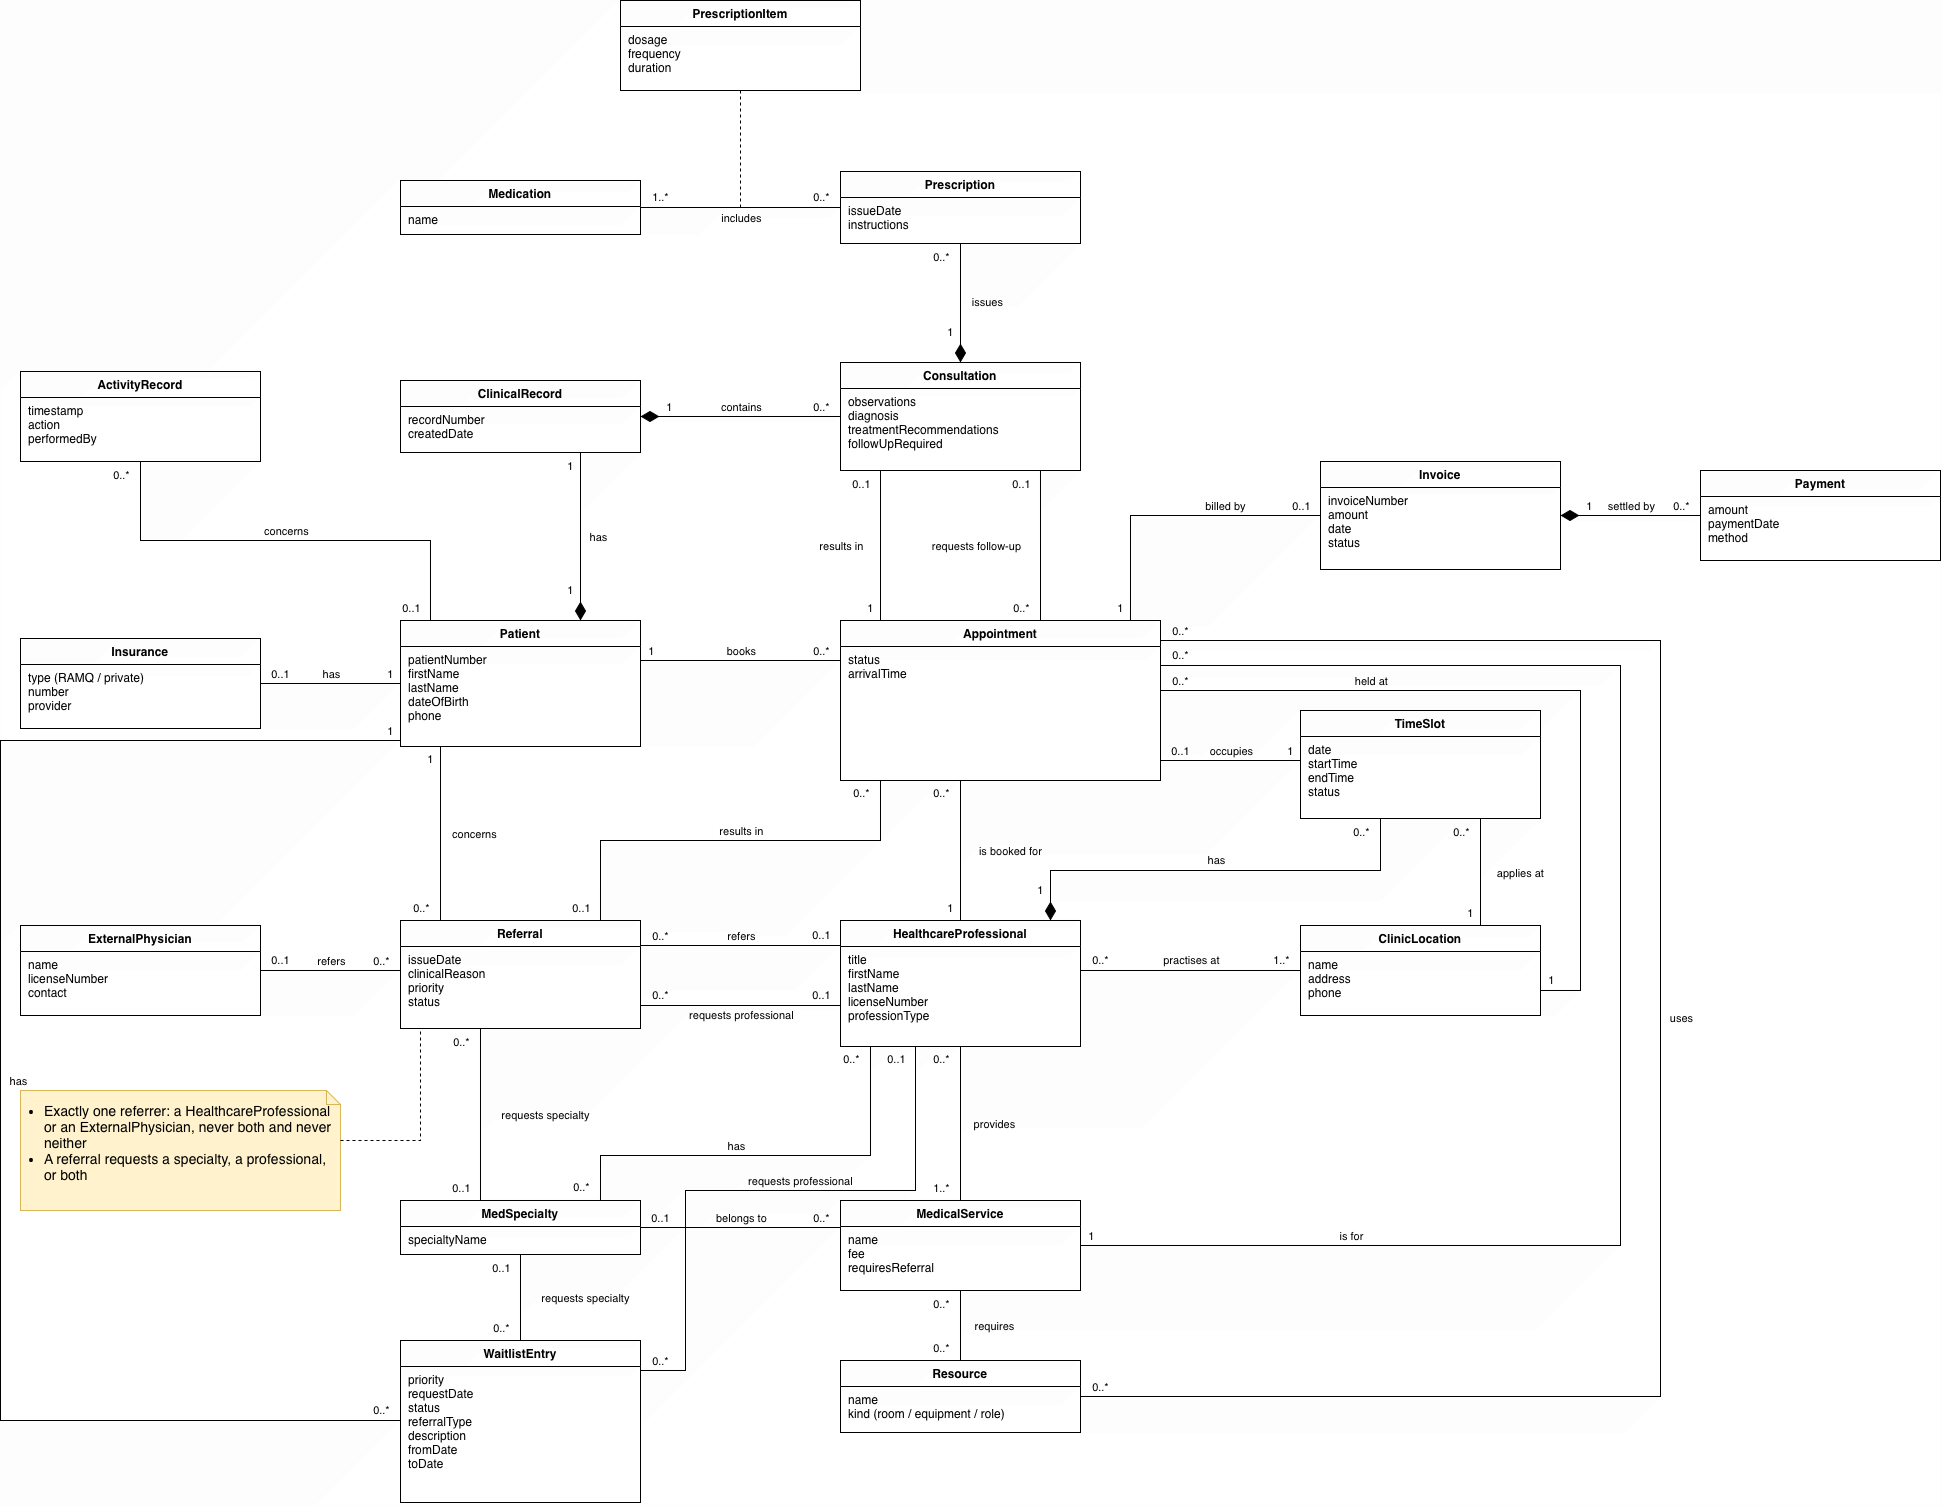 PrescriptionItem
dosage
frequency
duration
Medication
name
1..*
includes
0..*
Prescription
issueDate
instructions
0..*
issues
1
ActivityRecord
timestamp
action
performedBy
0..*
concerns
0..1
ClinicalRecord
recordNumber
createdDate
1
contains
0..*
1
has
1
Consultation
observations
diagnosis
treatmentRecommendations
followUpRequired
0..1
results in
1
0..1
requests follow-up
0..*
Invoice
invoiceNumber
amount
date
status
billed by
0..1
1
1
settled by
0..*
Payment
amount
paymentDate
method
Insurance
type (RAMQ / private)
number
provider
0..1
has
1
Patient
patientNumber
firstName
lastName
dateOfBirth
phone
1
books
0..*
Appointment
status
arrivalTime
0..*
0..*
0..*
held at
0..1
occupies
1
TimeSlot
date
startTime
endTime
status
1
1
concerns
0..*
0..*
results in
0..1
0..*
is booked for
1
0..*
has
1
0..*
applies at
1
ExternalPhysician
name
licenseNumber
contact
0..1
refers
0..*
Referral
issueDate
clinicalReason
priority
status
0..*
refers
0..1
0..*
requests professional
0..1
HealthcareProfessional
title
firstName
lastName
licenseNumber
professionType
0..*
practises at
1..*
ClinicLocation
name
address
phone
1
uses
has
• Exactly one referrer: a HealthcareProfessional
or an ExternalPhysician, never both and never
neither
• A referral requests a specialty, a professional,
or both
0..*
requests specialty
0..1
0..*
has
0..*
0..1
requests professional
0..*
provides
1..*
MedSpecialty
specialtyName
0..1
belongs to
0..*
MedicalService
name
fee
requiresReferral
1
is for
0..1
requests specialty
0..*
0..*
0..*
requires
0..*
WaitlistEntry
priority
requestDate
status
referralType
description
fromDate
toDate
0..*
Resource
name
kind (room / equipment / role)
0..*